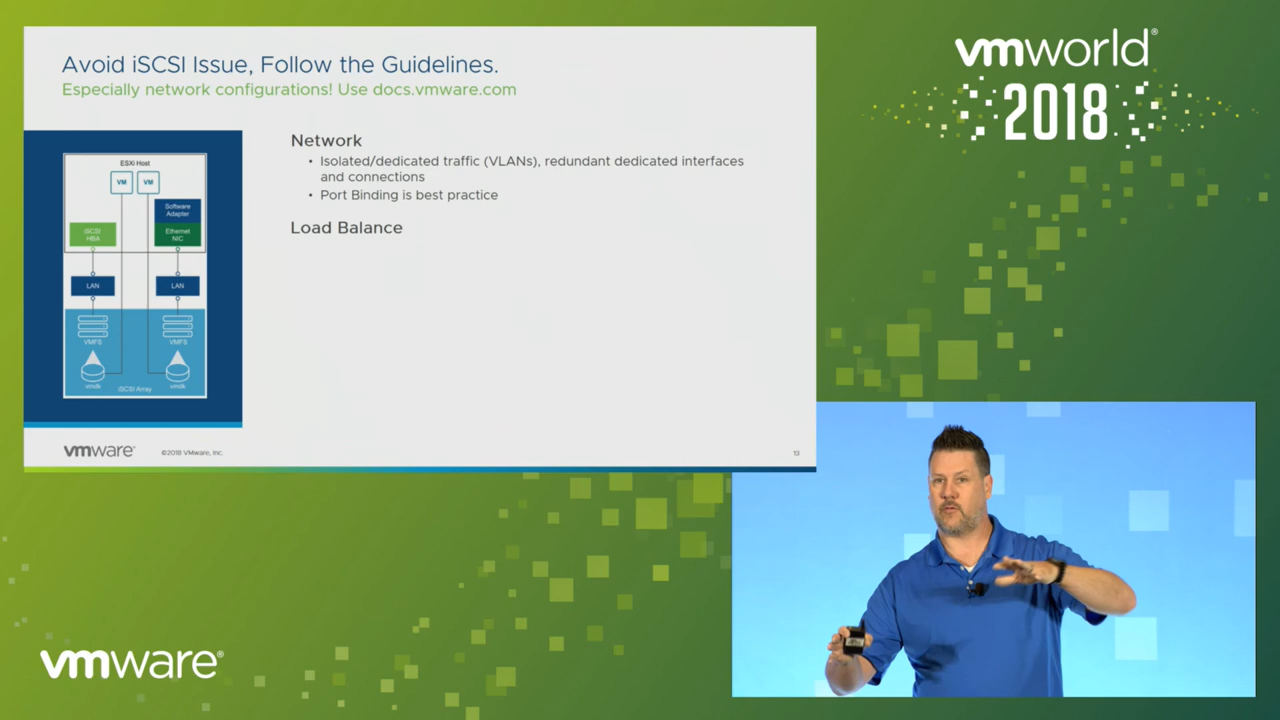 Avoid iSCSI Issue, Follow the Guidelines.
Especially network configurations! Use docs.vmware.com
ESXi Host
VM VM
Software
Adapter
iSCSI
HBA
Ethernet
NIC
LAN LAN
VMFS VMFS
vmdk vmdk
iSCSI Array
Network
• Isolated/dedicated traffic (VLANs), redundant dedicated interfaces
and connections
• Port Binding is best practice
Load Balance
vmware®
©2018 VMware, Inc.
13
vmworld®
2018
vmware®